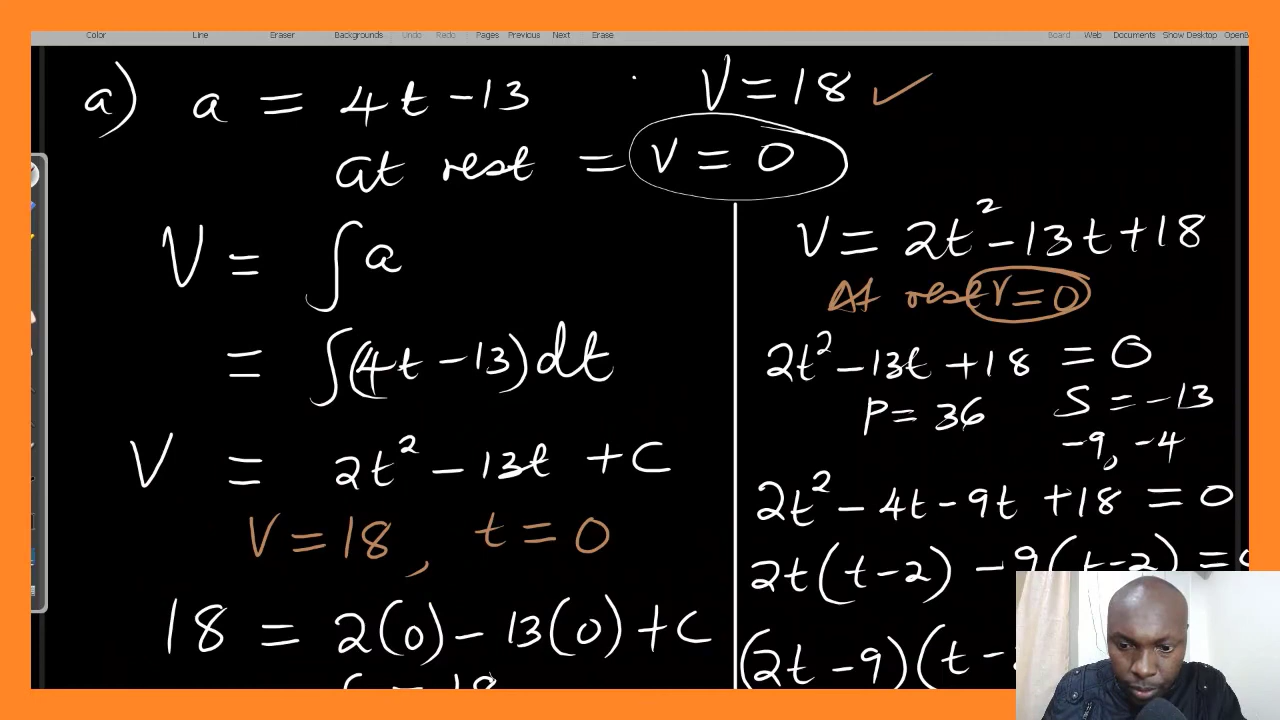 Color Line Eraser Backgrounds Undo Redo Pages Previous Next Erase Board Web Documents Show Desktop OpenB
a) a = 4t - 13 V = 18 ✓
at rest = V = 0
V = ∫ a
= ∫(4t - 13) dt
V = 2t² - 13t + C
V = 18, t = 0
18 = 2(0) - 13(0) + C
C = 18
V = 2t² - 13t + 18
At rest V = 0
2t² - 13t + 18 = 0
P = 36 S = -13
-9, -4
2t² - 4t - 9t + 18 = 0
2t(t-2) - 9(t-2) =
(2t - 9)(t -